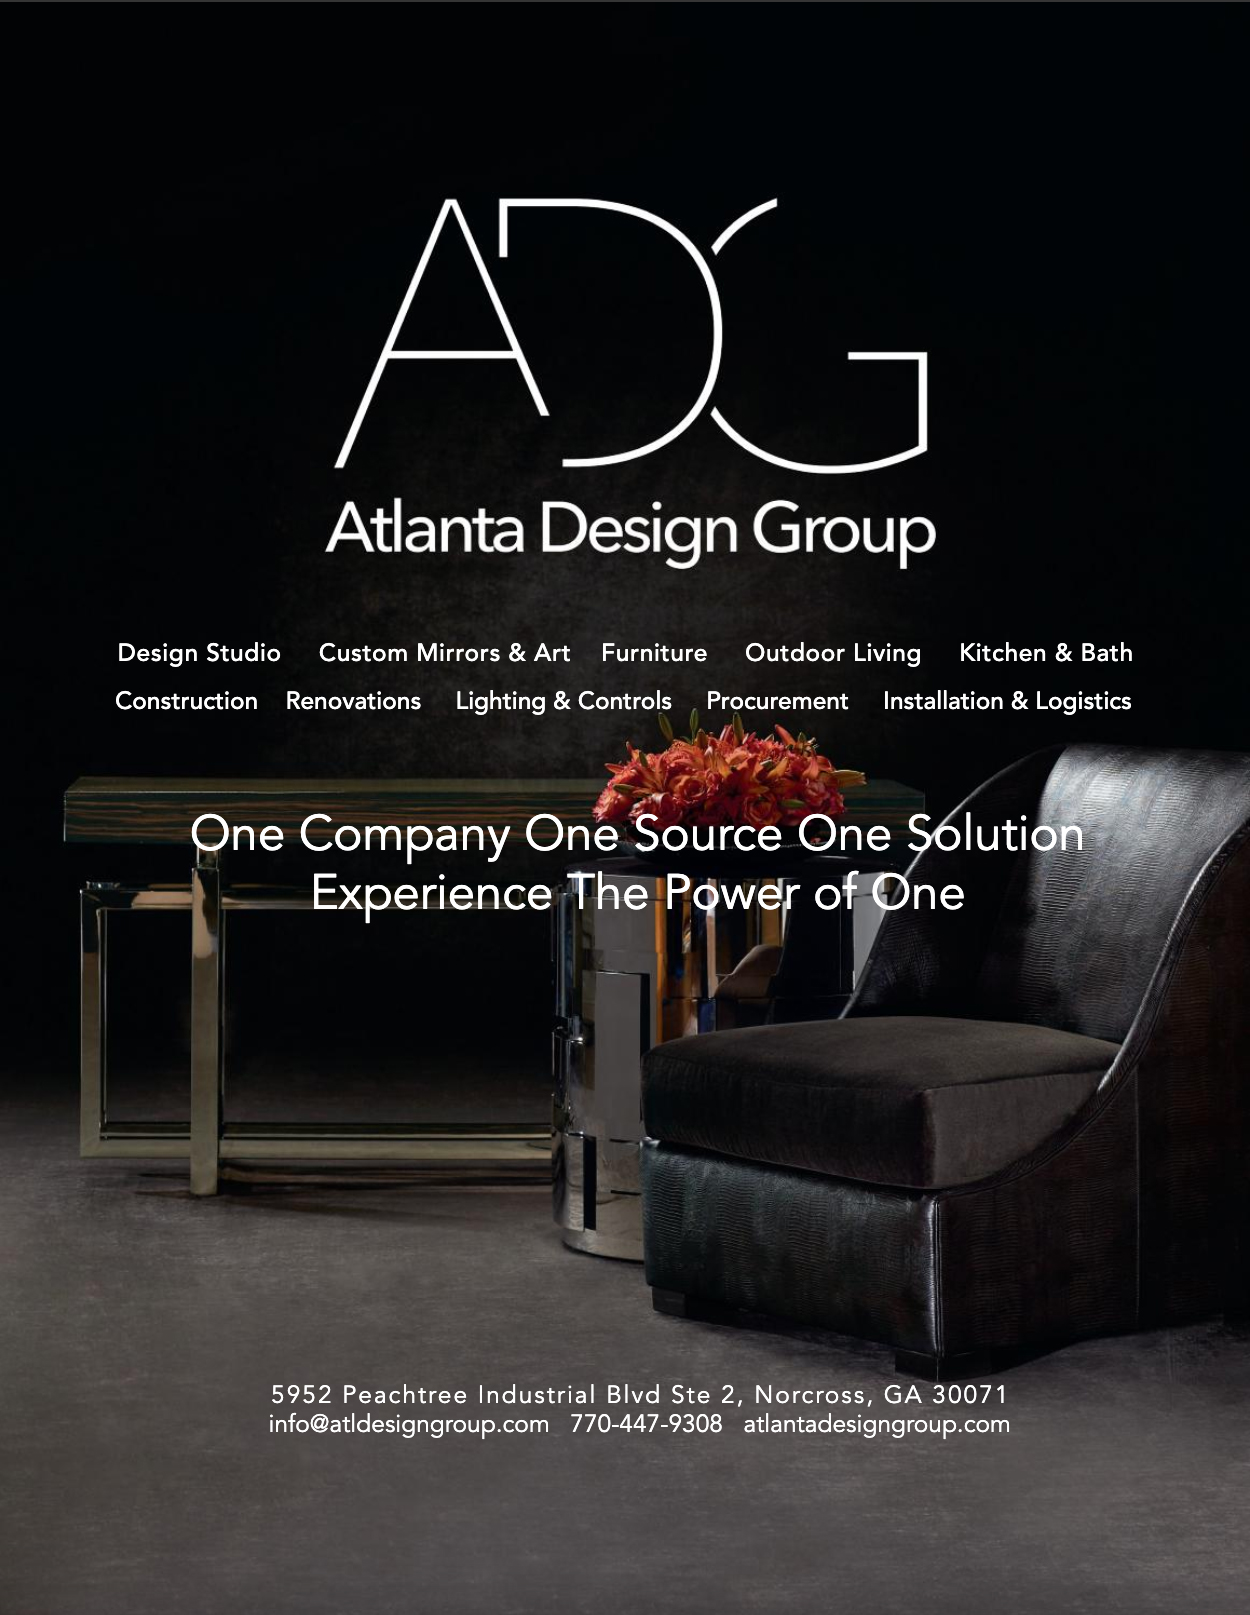 ADG
Atlanta Design Group
Design Studio Custom Mirrors & Art Furniture Outdoor Living Kitchen & Bath
Construction Renovations Lighting & Controls Procurement Installation & Logistics
One Company One Source One Solution
Experience The Power of One
5952 Peachtree Industrial Blvd Ste 2, Norcross, GA 30071
info@atldesigngroup.com 770-447-9308 atlantadesigngroup.com